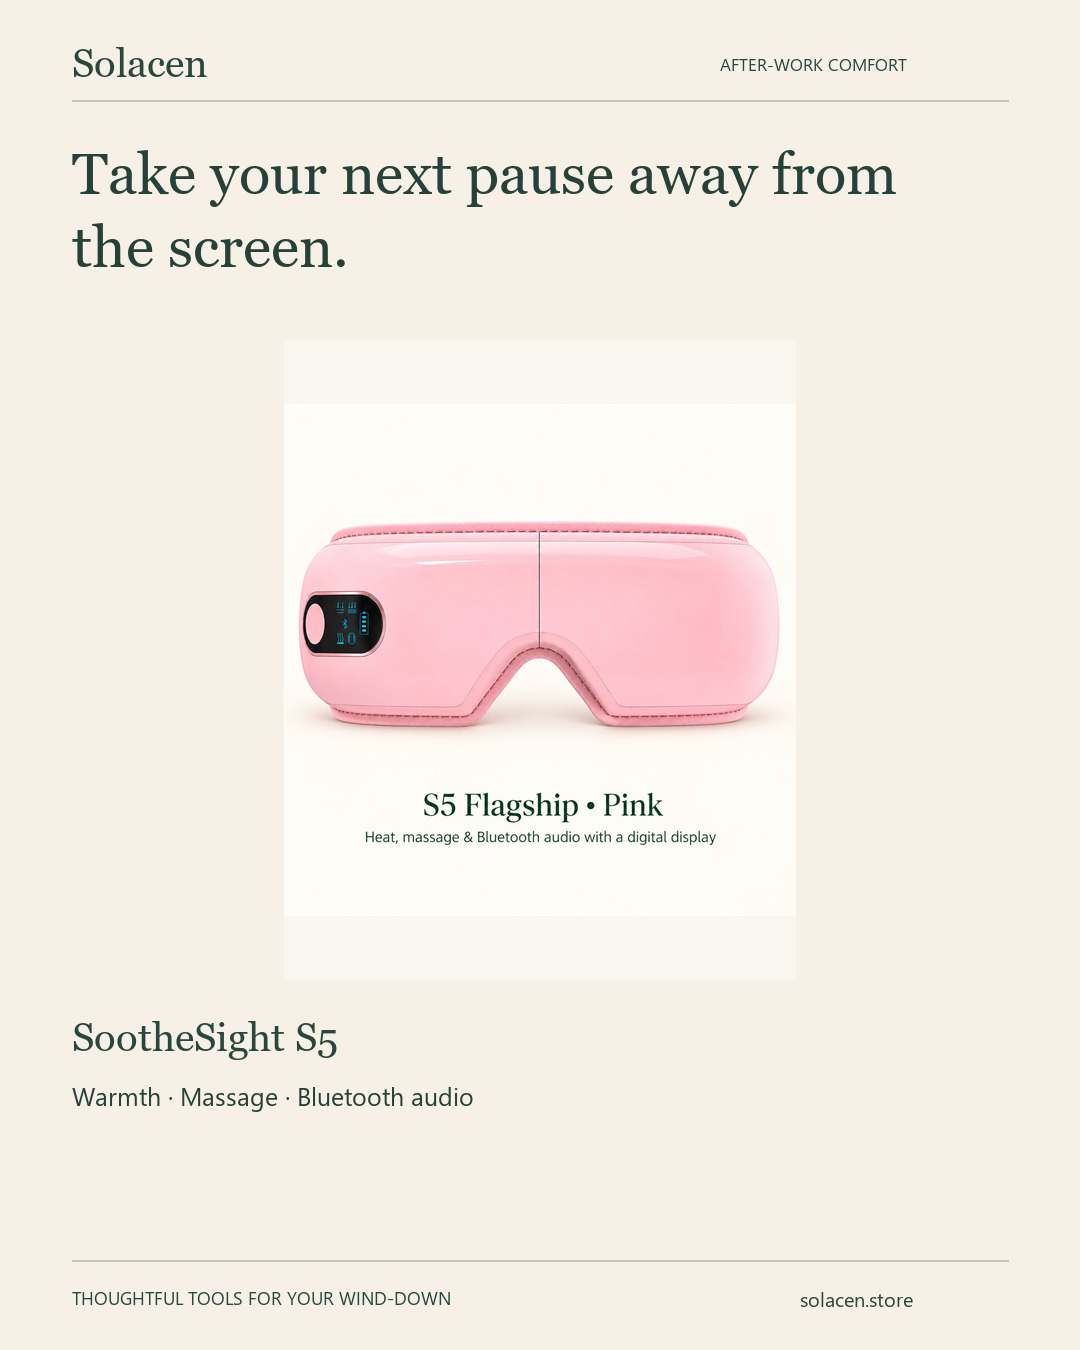 Solacen
AFTER-WORK COMFORT
Take your next pause away from
the screen.
S5 Flagship • Pink
Heat, massage & Bluetooth audio with a digital display
SootheSight S5
Warmth · Massage · Bluetooth audio
THOUGHTFUL TOOLS FOR YOUR WIND-DOWN
solacen.store